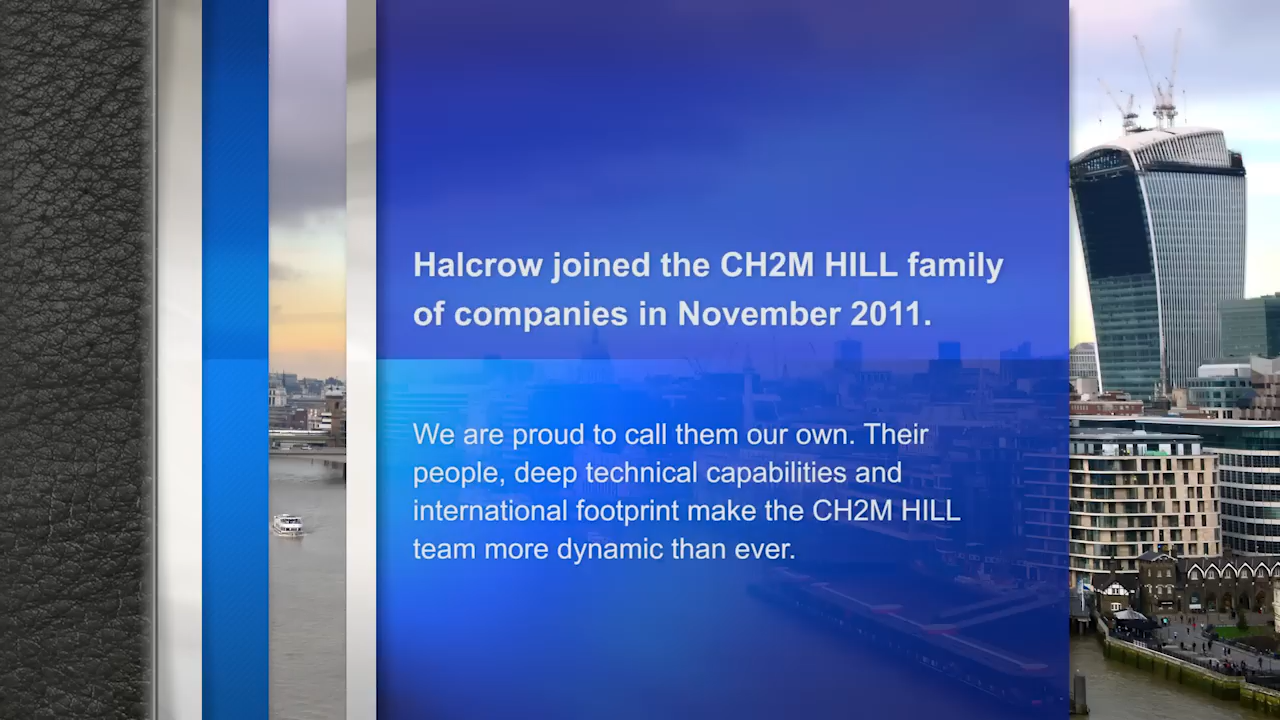 Halcrow joined the CH2M HILL family
of companies in November 2011.
We are proud to call them our own. Their
people, deep technical capabilities and
international footprint make the CH2M HILL
team more dynamic than ever.